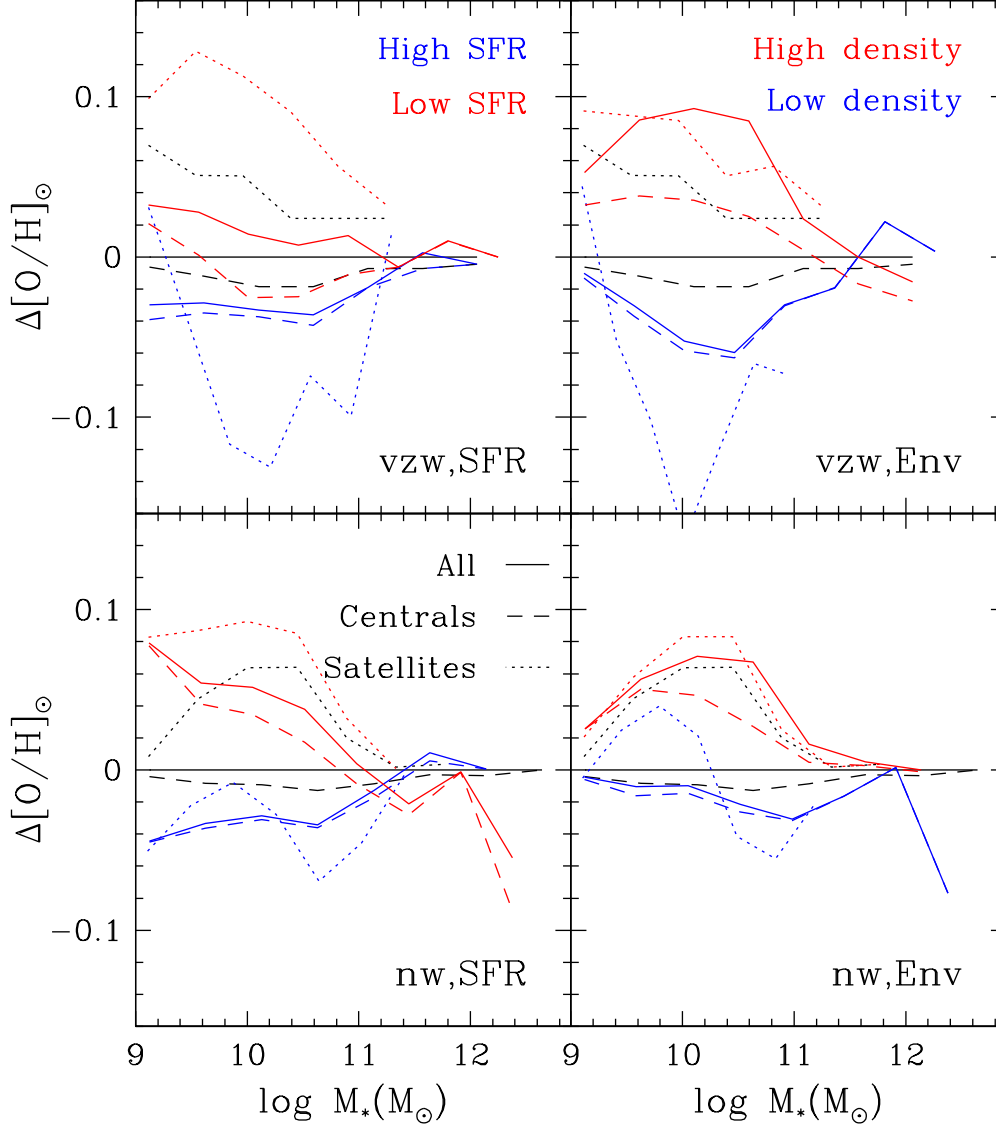 High SFR
Low SFR
High density
Low density
0.1
0
−0.1
Δ[O/H]⊙
vzw,SFR
vzw,Env
All
Centrals
Satellites
0.1
0
−0.1
Δ[O/H]⊙
nw,SFR
nw,Env
9 10 11 12 9 10 11 12
log M*(M⊙) log M*(M⊙)